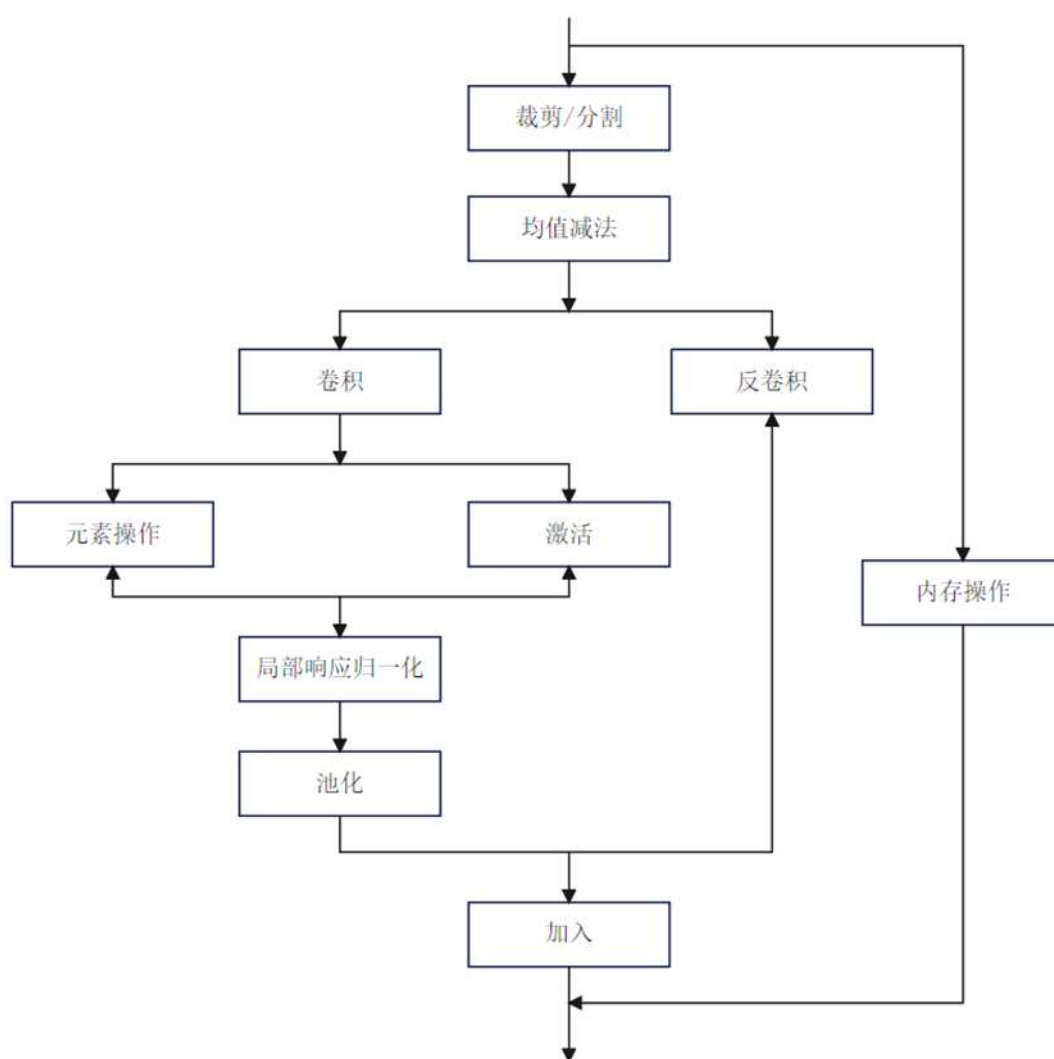 裁剪/分割
均值减法
卷积
反卷积
元素操作
激活
内存操作
局部响应归一化
池化
加入